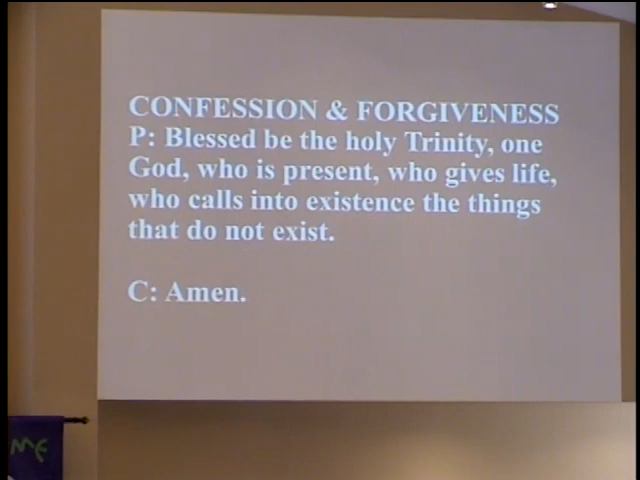 CONFESSION & FORGIVENESS
P: Blessed be the holy Trinity, one
God, who is present, who gives life,
who calls into existence the things
that do not exist.
C: Amen.
ME